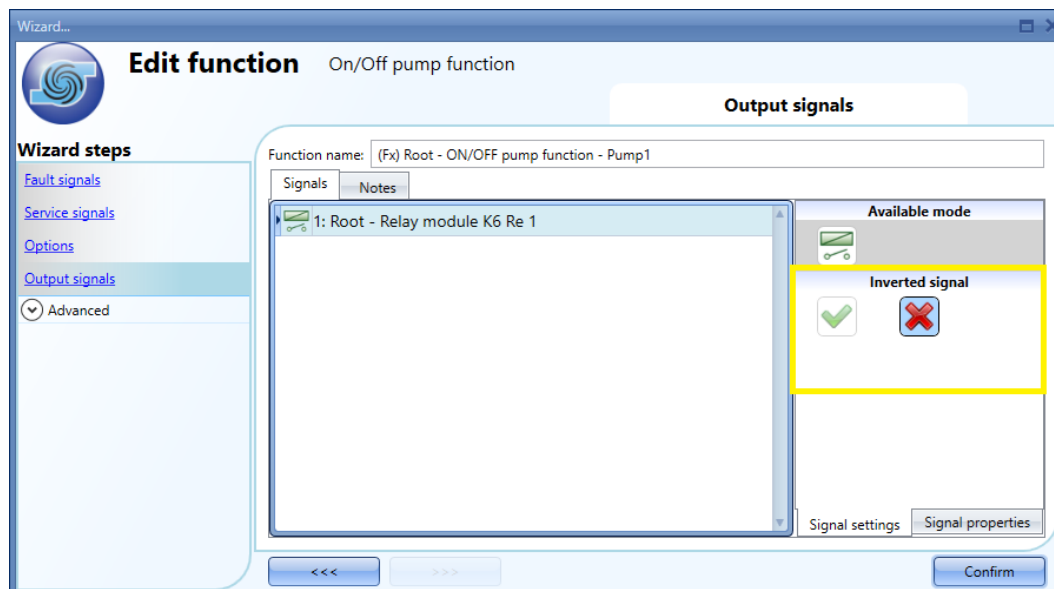 Wizard...
Edit function On/Off pump function
Output signals
Wizard steps
Fault signals
Service signals
Options
Output signals
Advanced
Function name: (Fx) Root - ON/OFF pump function - Pump1
Signals Notes
1: Root - Relay module K6 Re 1
Available mode
Inverted signal
Signal settings Signal properties
<<< >>> Confirm